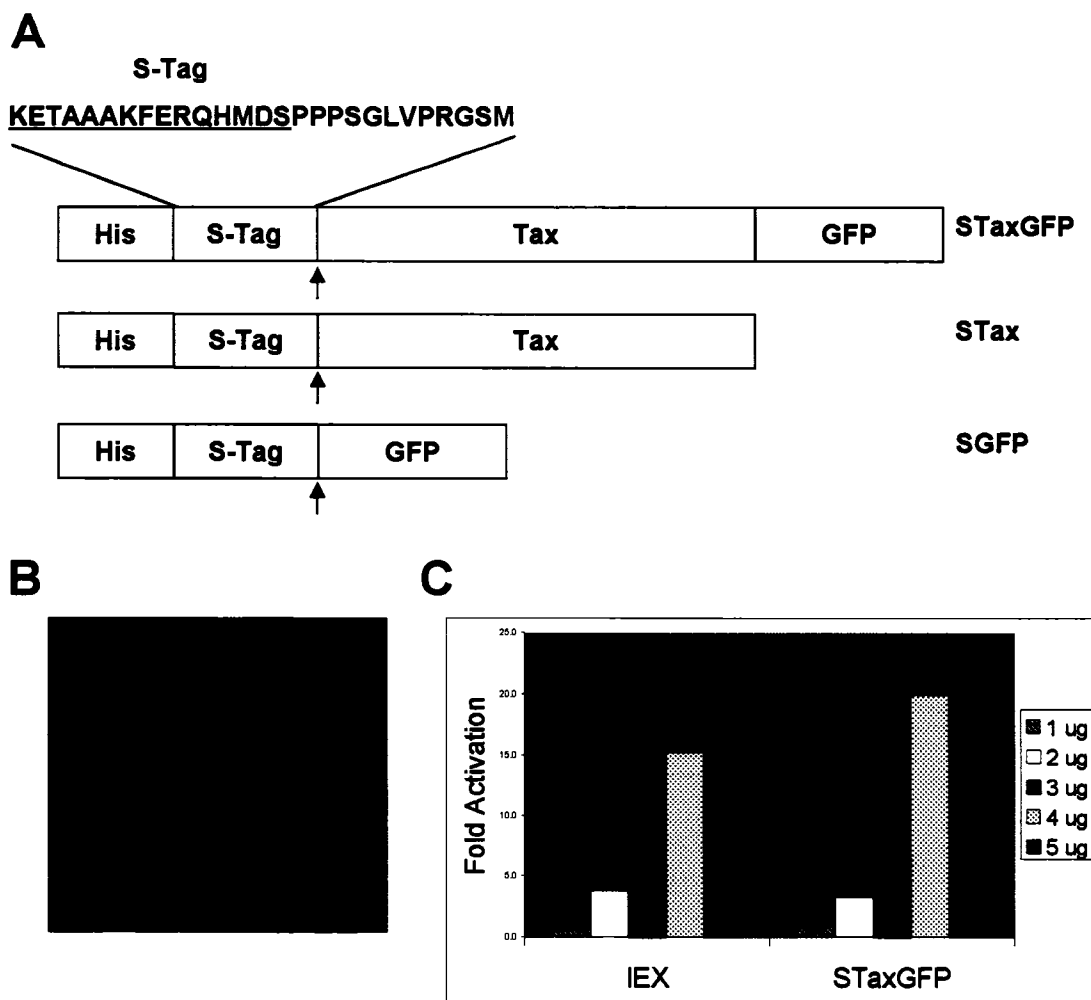 A
S-Tag
KETAAAKFERQHMDSPPPSGLVPRGSM
His S-Tag Tax GFP STaxGFP
His S-Tag Tax STax
His S-Tag GFP SGFP
B
C
Fold Activation
25.0
20.0
15.0
10.0
5.0
0.0
IEX STaxGFP
1 ug
2 ug
3 ug
4 ug
5 ug